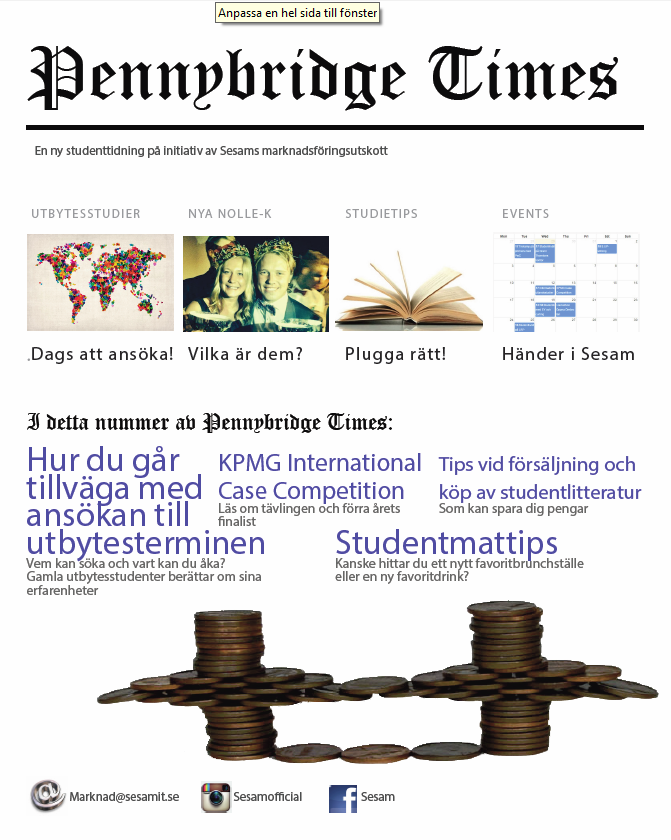 Anpassa en hel sida till fönster
Pennybridge Times
En ny studenttidning på initiativ av Sesams marknadsföringsutskott
UTBYTESSTUDIER
NYA NOLLE-K
STUDIETIPS
EVENTS
Dags att ansöka!
Vilka är dem?
Plugga rätt!
Händer i Sesam
I detta nummer av Pennybridge Times:
Hur du går
tillväga med
ansökan till
utbytesterminen
Vem kan söka och vart kan du åka?
Gamla utbytesstudenter berättar om sina
erfarenheter
KPMG International
Case Competition
Läs om tävlingen och förra årets
finalist
Tips vid försäljning och
köp av studentlitteratur
Som kan spara dig pengar
Studentmattips
Kanske hittar du ett nytt favoritbrunchställe
eller en ny favoritdrink?
Marknad@sesamit.se
Sesamofficial
Sesam